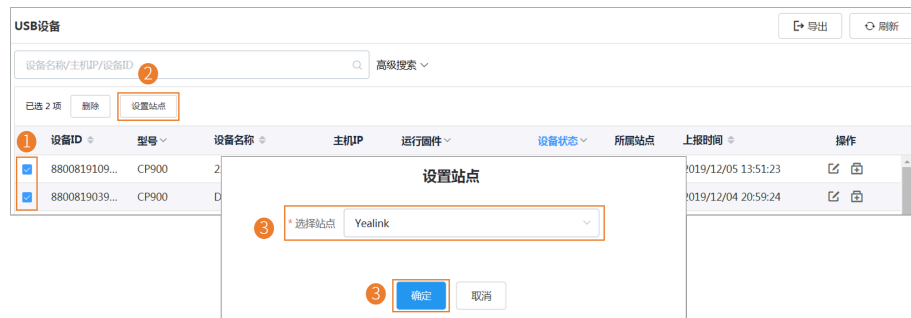 USB设备
导出 刷新
设备名称/主机IP/设备ID 高级搜索
2
已选 2 项 删除 设置站点
1 设备ID 型号 设备名称 主机IP 运行固件 设备状态 所属站点 上报时间 操作
8800819109... CP900 2 2019/12/05 13:51:23
8800819039... CP900 D 2019/12/04 20:59:24
设置站点
3 * 选择站点 Yealink
3 确定 取消